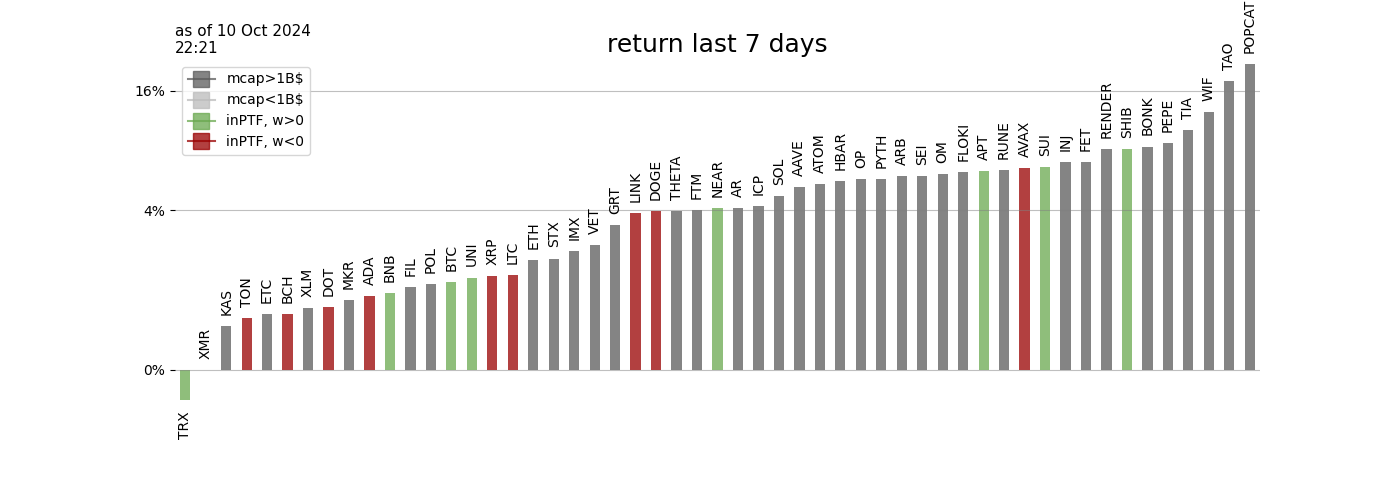 as of 10 Oct 2024
22:21
return last 7 days
mcap>1B$
mcap<1B$
inPTF, w>0
inPTF, w<0
16%
4%
0%
TRX
XMR
KAS
TON
ETC
BCH
XLM
DOT
MKR
ADA
BNB
FIL
POL
BTC
UNI
XRP
LTC
ETH
STX
IMX
VET
GRT
LINK
DOGE
THETA
FTM
NEAR
AR
ICP
SOL
AAVE
ATOM
HBAR
OP
PYTH
ARB
SEI
OM
FLOKI
APT
RUNE
AVAX
SUI
INJ
FET
RENDER
SHIB
BONK
PEPE
TIA
WIF
TAO
POPCAT